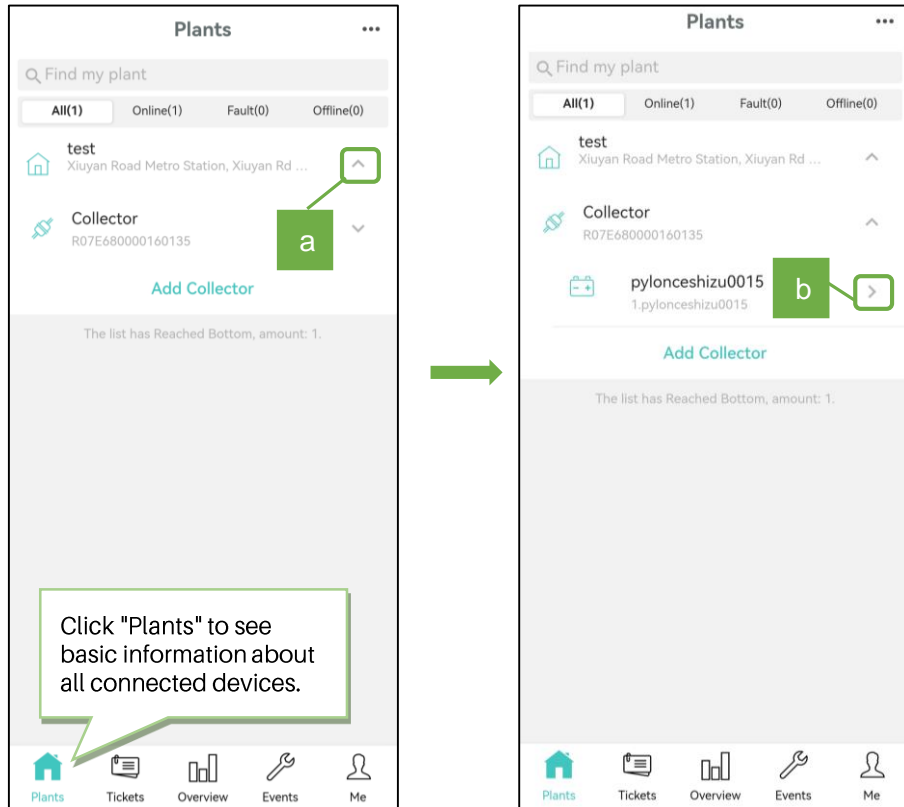 Plants
Find my plant
All(1) Online(1) Fault(0) Offline(0)
test
Xiuyan Road Metro Station, Xiuyan Rd ...
Collector
R07E680000160135
a
Add Collector
The list has Reached Bottom, amount: 1.
Click "Plants" to see
basic information about
all connected devices.
Plants Tickets Overview Events Me
Plants
Find my plant
All(1) Online(1) Fault(0) Offline(0)
test
Xiuyan Road Metro Station, Xiuyan Rd ...
Collector
R07E680000160135
pylonceshizu0015
1.pylonceshizu0015
b
Add Collector
The list has Reached Bottom, amount: 1.
Plants Tickets Overview Events Me